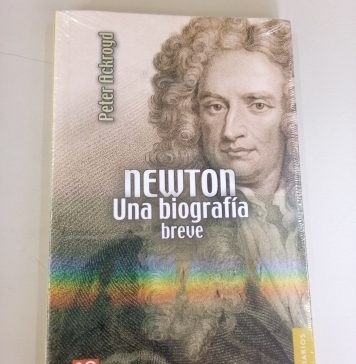 Peter Ackroyd
NEWTON
Una biografía
breve